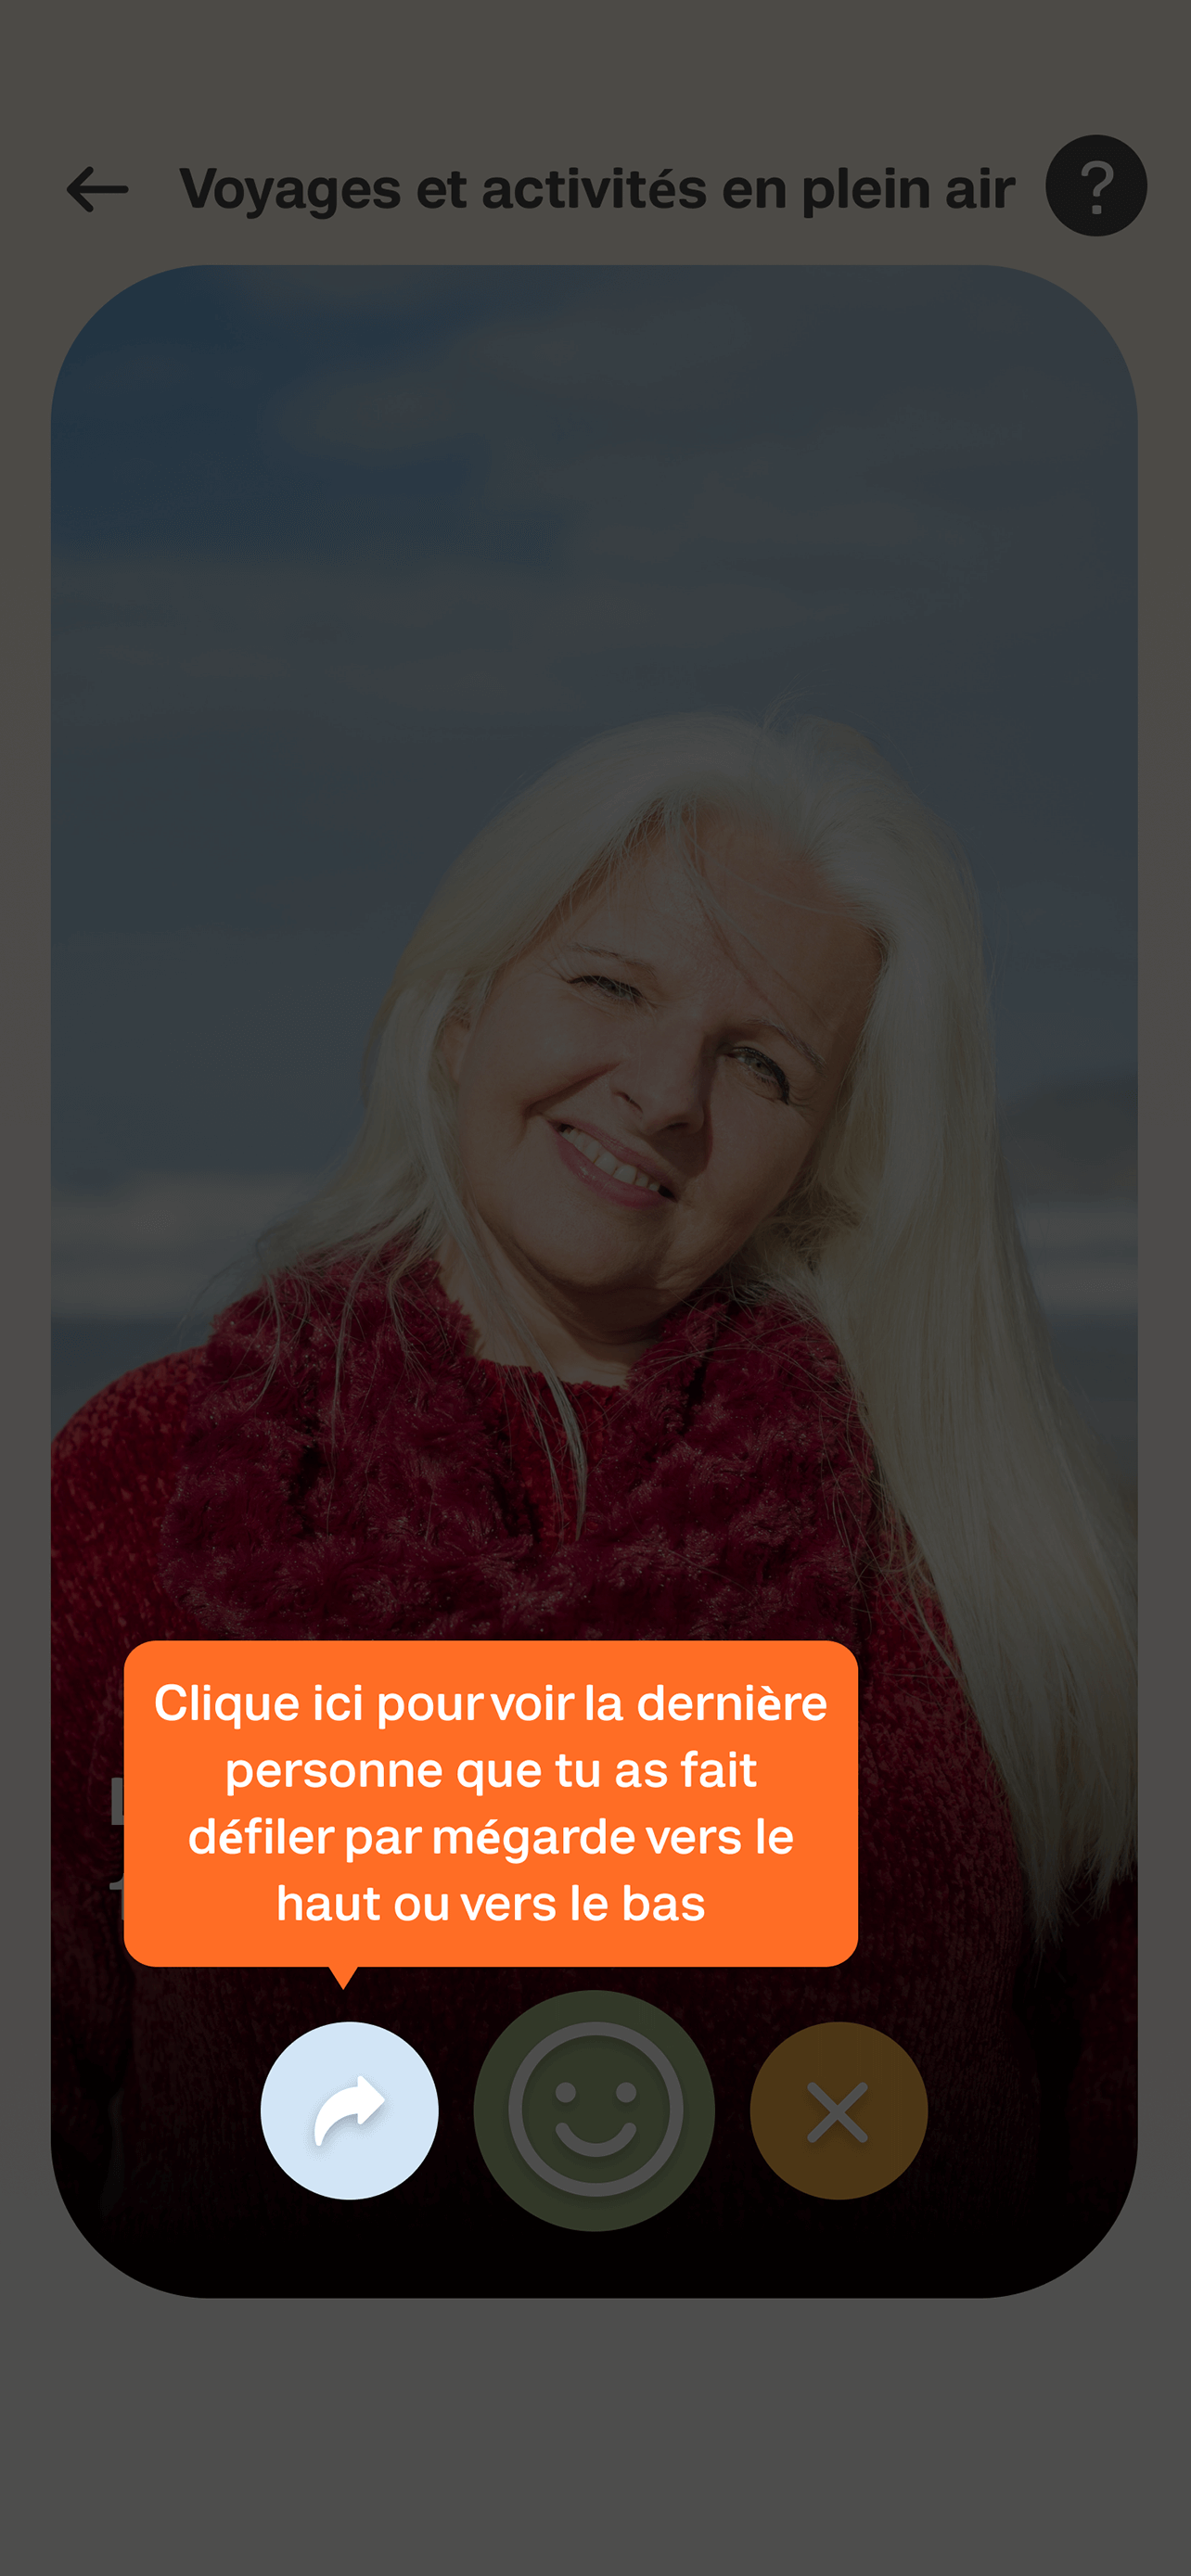 Voyages et activités en plein air
?
Clique ici pour voir la dernière
personne que tu as fait
défiler par mégarde vers le
haut ou vers le bas